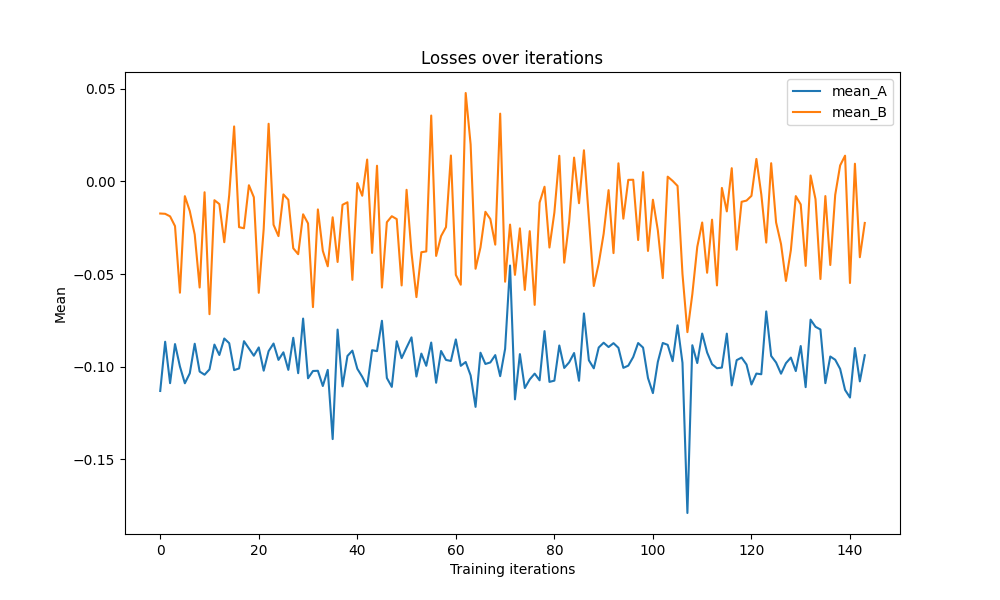 Losses over iterations
mean_A
mean_B
Mean
0.05
0.00
−0.05
−0.10
−0.15
0 20 40 60 80 100 120 140
Training iterations